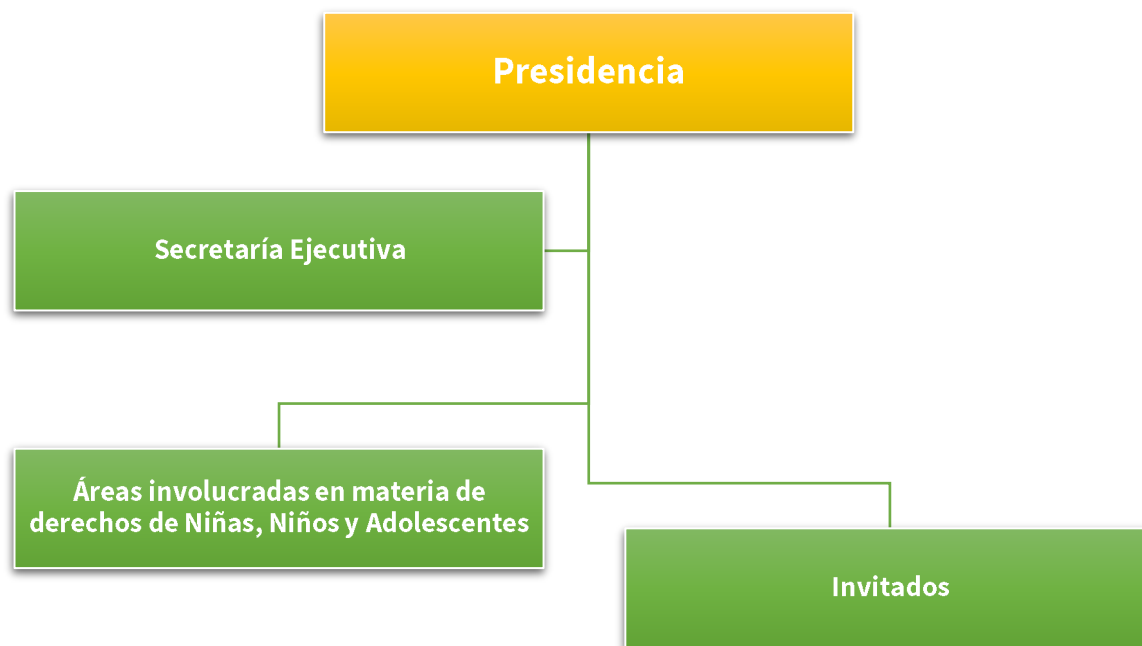 Presidencia
Secretaría Ejecutiva
Áreas involucradas en materia de
derechos de Niñas, Niños y Adolescentes
Invitados